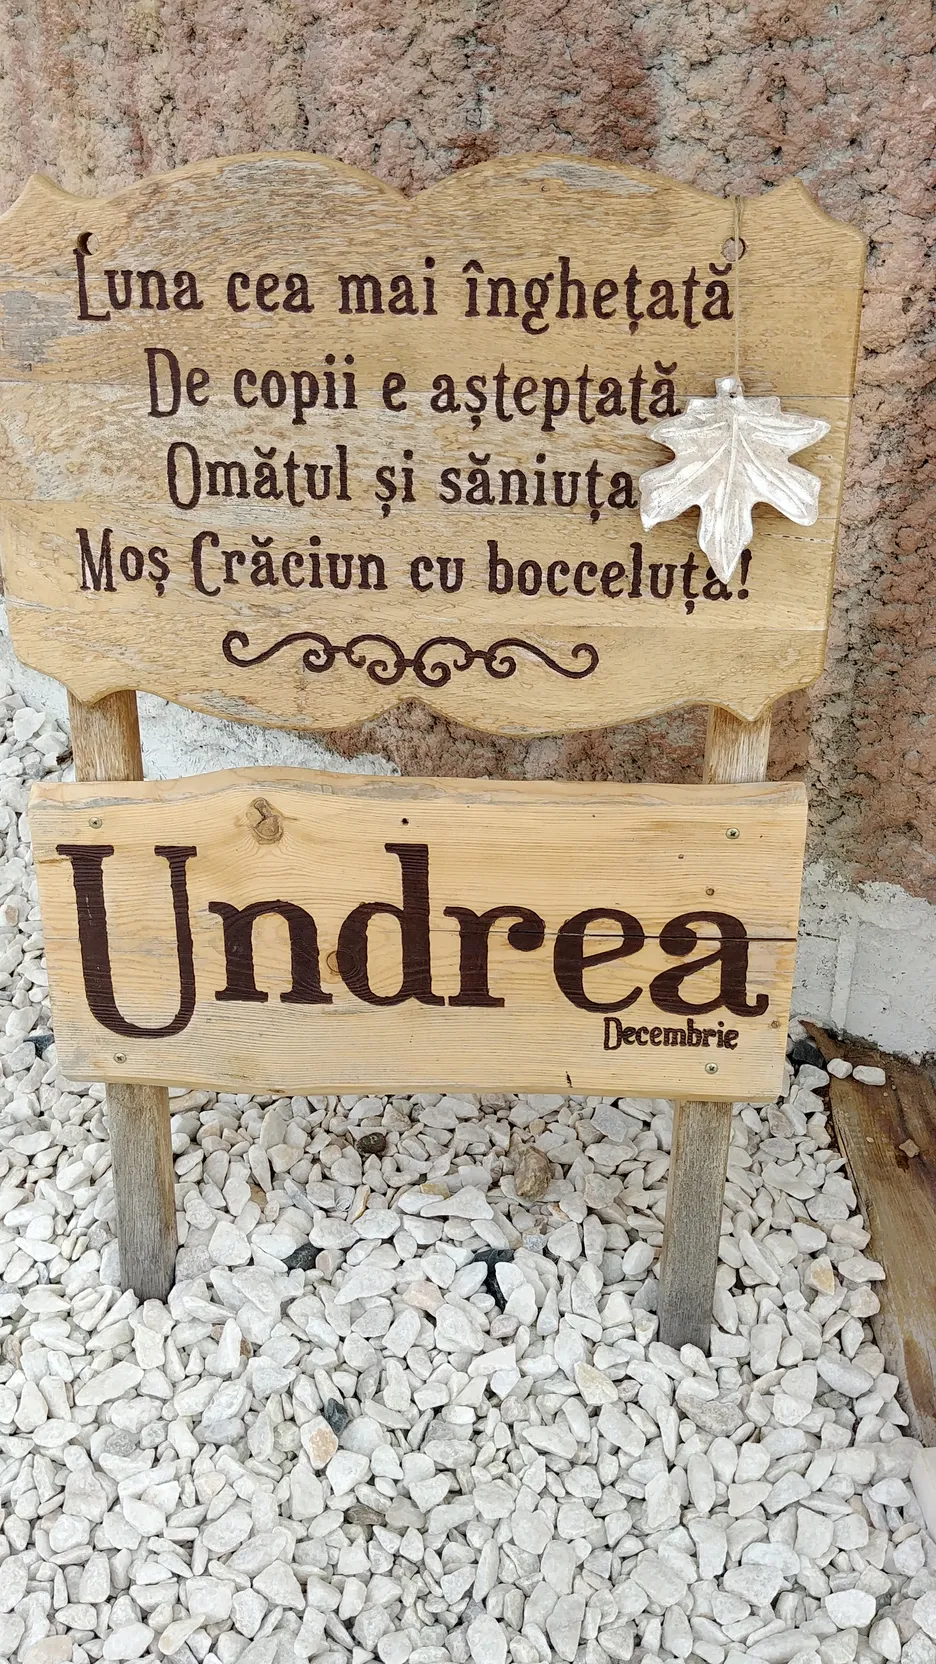 Luna cea mai înghețată
De copii e așteptată
Omătul și săniuța
Moș Crăciun cu bocceluța!
Undrea
Decembrie